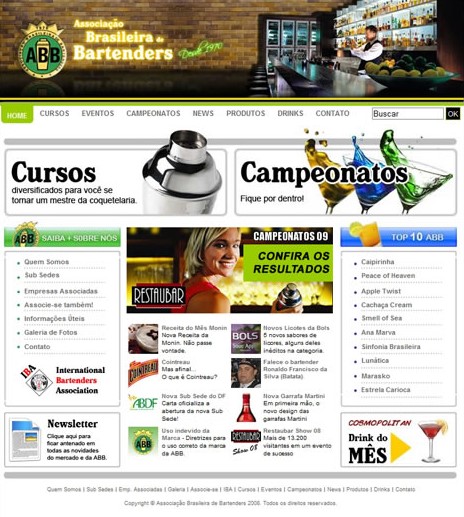 Associação
Brasileira de
Bartenders
Desde 1970
ABB
HOME CURSOS EVENTOS CAMPEONATOS NEWS PRODUTOS DRINKS CONTATO Buscar OK
Cursos
diversificados para você se
tornar um mestre da coquetelaria.
Campeonatos
Fique por dentro!
ABB SAIBA + SOBRE NÓS
Quem Somos
Sub Sedes
Empresas Associadas
Associe-se também!
Informações Úteis
Galeria de Fotos
Contato
IBA
International
Bartenders
Association
Newsletter
Clique aqui para
ficar antenado em
todas as novidades
do mercado e da ABB.
CAMPEONATOS 09
CONFIRA OS
RESULTADOS
RESTAUBAR
Receita do Mês Monin
Nova Receita da
Monin. Não passe
vontade.
COINTREAU
Cointreau
Mas afinal...
O que é Cointreau?
ABDF
Nova Sub Sede do DF
Carta oficializa a
abertura da nova Sub
Sede!
ABB
Uso indevido da
Marca - Diretrizes para
o uso correto da marca
da ABB.
BOLS
Novos Licores da Bols
5 novos sabores de
licores, alguns deles
inéditos na categoria.
Falece o bartender
Ronaldo Francisco da
Silva (Batata)
Nova Garrafa Martini
Em primeira mão, o
novo design das
garrafas Martini
RESTAUBAR
Show 08
Restaubar Show 08
Mais de 13.200
visitantes em um evento
de sucesso
TOP 10 ABB
Caipirinha
Peace of Heaven
Apple Twist
Cachaça Cream
Smell of Sea
Ana Marva
Sinfonia Brasileira
Lunática
Marasko
Estrela Carioca
COSMOPOLITAN
Drink do
MÊS
Quem Somos | Sub Sedes | Emp. Associadas | Galeria | Associe-se | IBA | Cursos | Eventos | Campeonatos | News | Produtos | Drinks | Contato
Copyright © Associação Brasileira de Bartenders 2008. Todos os direitos reservados.